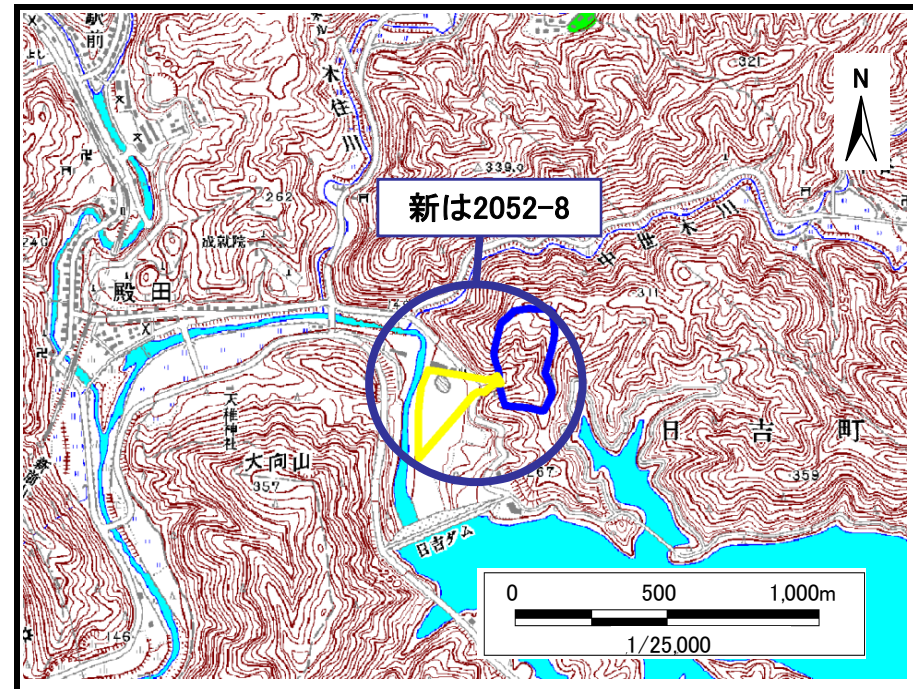 駅前
木住川
321
N
339.0
262
新は2052-8
成就院
中世木川
240
殿田
311
天稚神社
大向山
357
日吉町
267
359
日吉ダム
146
0 500 1,000m
1/25,000